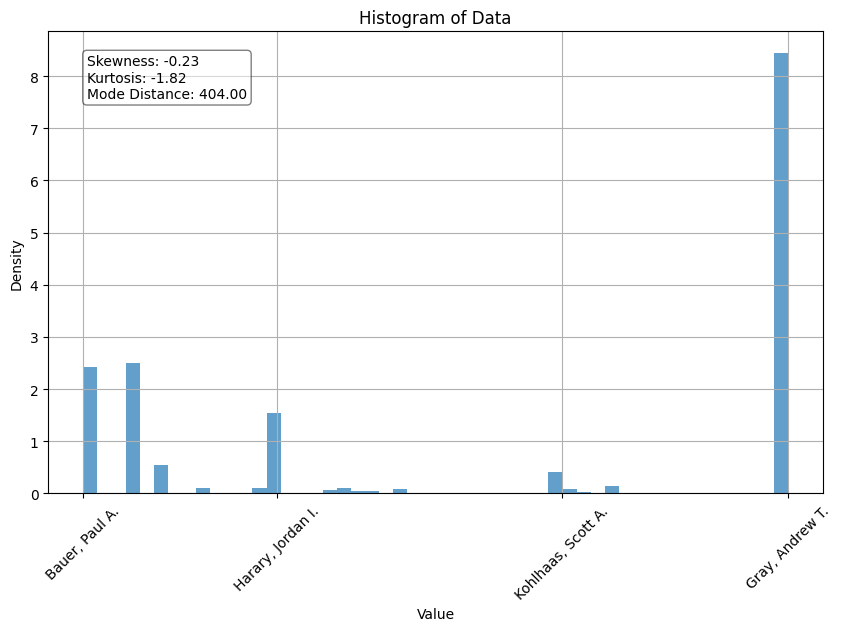 Histogram of Data
Skewness: -0.23
Kurtosis: -1.82
Mode Distance: 404.00
Density
8
7
6
5
4
3
2
1
0
Bauer, Paul A.
Harary, Jordan I.
Kohlhaas, Scott A.
Gray, Andrew T.
Value